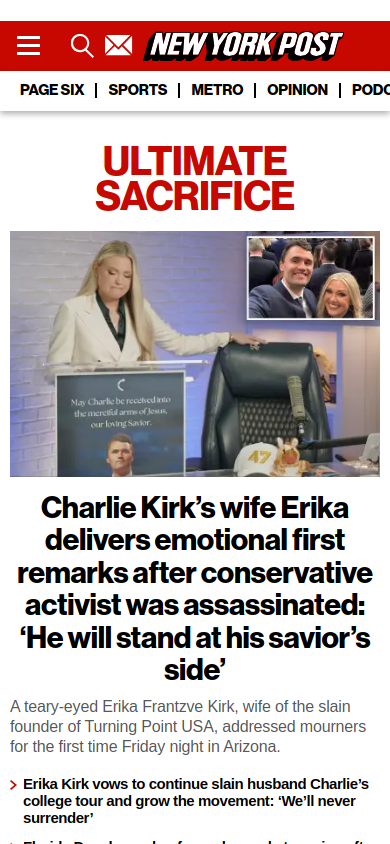 NEW YORK POST
PAGE SIX
SPORTS
METRO
OPINION
PODC
ULTIMATE
SACRIFICE
May Charlie be received into
the merciful arms of Jesus,
our loving Savior.
47
Charlie Kirk’s wife Erika
delivers emotional first
remarks after conservative
activist was assassinated:
‘He will stand at his savior’s
side’
A teary-eyed Erika Frantzve Kirk, wife of the slain
founder of Turning Point USA, addressed mourners
for the first time Friday night in Arizona.
Erika Kirk vows to continue slain husband Charlie’s
college tour and grow the movement: ‘We’ll never
surrender’